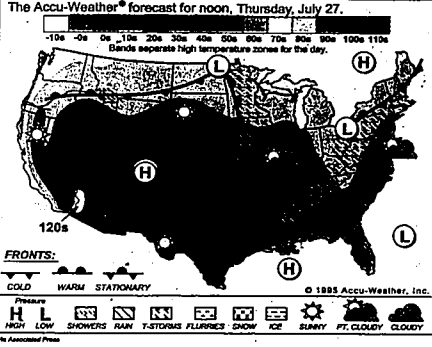 The Accu-Weather® forecast for noon, Thursday, July 27.
-10s -0s 0s 10s 20s 30s 40s 50s 60s 70s 80s 90s 100s 110s
Bands separate high temperature zones for the day.
H
L
L
H
120s
L
H
FRONTS:
COLD WARM STATIONARY
© 1995 Accu-Weather, Inc.
Pressure
H L
HIGH LOW SHOWERS RAIN T-STORMS FLURRIES SNOW ICE SUNNY PT. CLOUDY CLOUDY
Associated Press